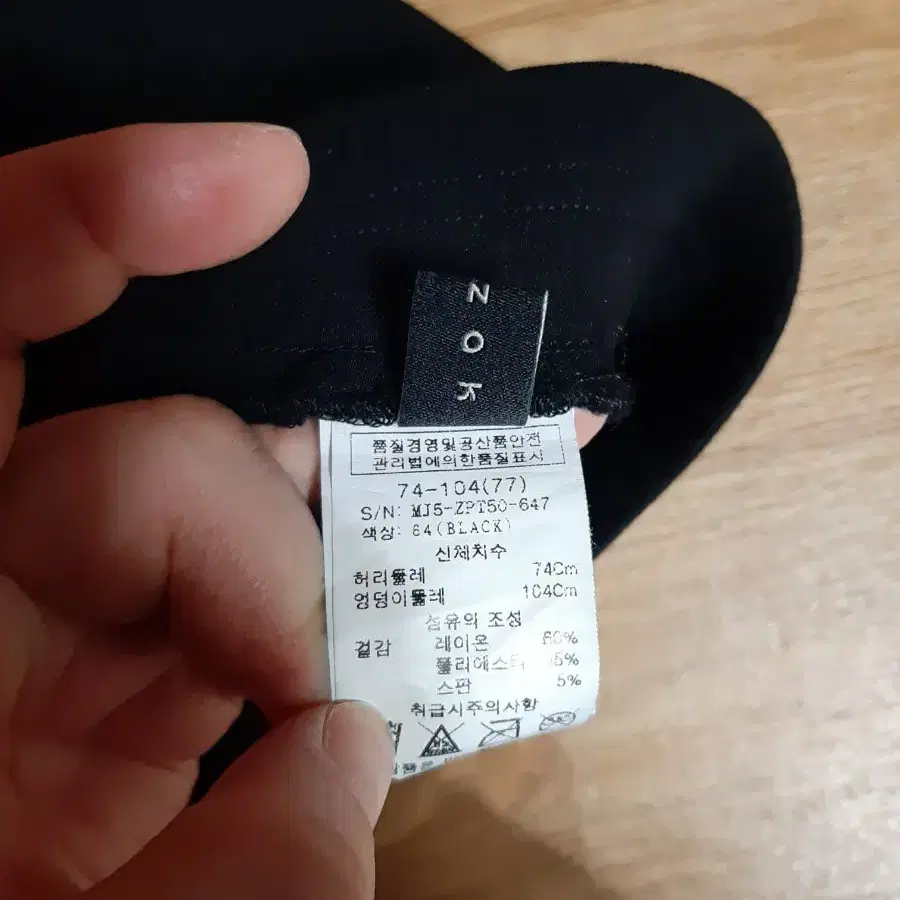 NOK
품질경영및공산품안전
관리법에의한품질표시
74-104(77)
S/N: MJ5-ZPT50-647
색상: 64(BLACK)
신체치수
허리둘레 74Cm
엉덩이둘레 104Cm
섬유의 조성
겉감 레이온 60%
폴리에스터
스판 5%
취급시주의사항